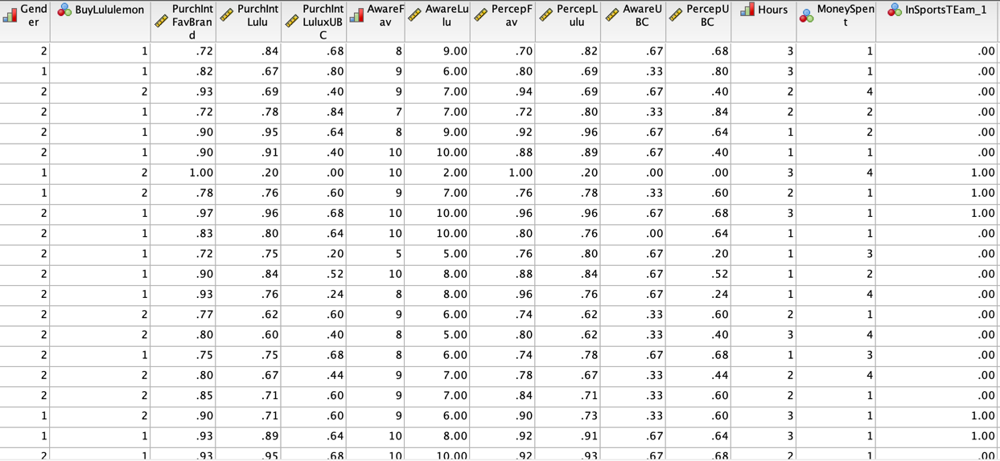 Gender BuyLululemon PurchIntFavBrand PurchIntLulu PurchIntLuluxUBC AwareFav AwareLulu PercepFav PercepLulu AwareUBC PercepUBC Hours MoneySpent InSportsTEam_1
2 1 .72 .84 .68 8 9.00 .70 .82 .67 .68 3 1 .00
1 1 .82 .67 .80 9 6.00 .80 .69 .33 .80 3 1 .00
2 2 .93 .69 .40 9 7.00 .94 .69 .67 .40 2 4 .00
2 1 .72 .78 .84 7 7.00 .72 .80 .33 .84 2 2 .00
2 1 .90 .95 .64 8 9.00 .92 .96 .67 .64 1 2 .00
2 1 .90 .91 .40 10 10.00 .88 .89 .67 .40 1 1 .00
1 2 1.00 .20 .00 10 2.00 1.00 .20 .00 .00 3 4 1.00
1 2 .78 .76 .60 9 7.00 .76 .78 .33 .60 2 1 1.00
2 1 .97 .96 .68 10 10.00 .96 .96 .67 .68 3 1 1.00
2 1 .83 .80 .64 10 10.00 .80 .76 .00 .64 1 1 .00
2 1 .72 .75 .20 5 5.00 .76 .80 .67 .20 1 3 .00
2 1 .90 .84 .52 10 8.00 .88 .84 .67 .52 1 2 .00
2 1 .93 .76 .24 8 8.00 .96 .76 .67 .24 1 4 .00
2 2 .77 .62 .60 9 6.00 .74 .62 .33 .60 2 1 .00
2 2 .80 .60 .40 8 5.00 .80 .62 .33 .40 3 4 .00
2 1 .75 .75 .68 8 6.00 .74 .78 .67 .68 1 3 .00
2 2 .80 .67 .44 9 7.00 .78 .67 .33 .44 2 4 .00
2 2 .85 .71 .60 9 7.00 .84 .71 .33 .60 2 1 .00
1 2 .90 .71 .60 9 6.00 .90 .73 .33 .60 3 1 1.00
1 1 .93 .89 .64 10 8.00 .92 .91 .67 .64 3 1 1.00
2 1 .93 .95 .68 10 10.00 .92 .93 .67 .68 2 1 .00